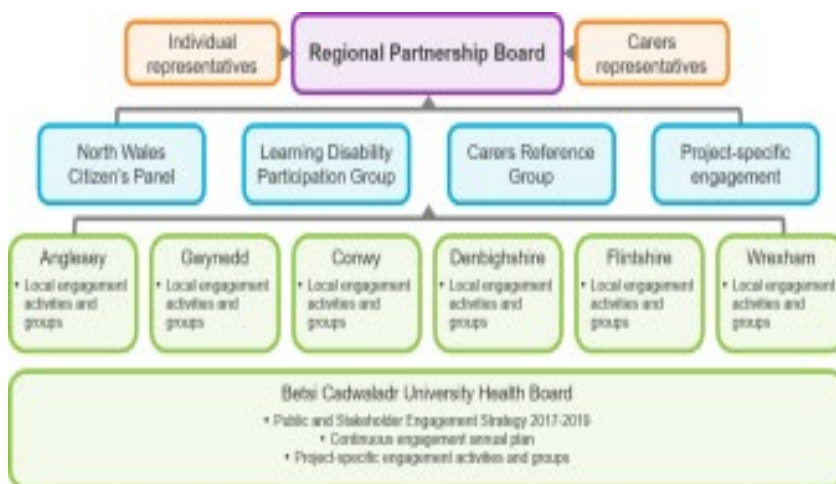 Individual
representatives
Regional Partnership Board
Carers
representatives
North Wales
Citizen's Panel
Learning Disability
Participation Group
Carers Reference
Group
Project-specific
engagement
Anglesey
• Local engagement
activities and
groups
Gwynedd
• Local engagement
activities and
groups
Conwy
• Local engagement
activities and
groups
Denbighshire
• Local engagement
activities and
groups
Flintshire
• Local engagement
activities and
groups
Wrexham
• Local engagement
activities and
groups
Betsi Cadwaladr University Health Board
• Public and Stakeholder Engagement Strategy 2017-2019
• Continuous engagement annual plan
• Project-specific engagement activities and groups